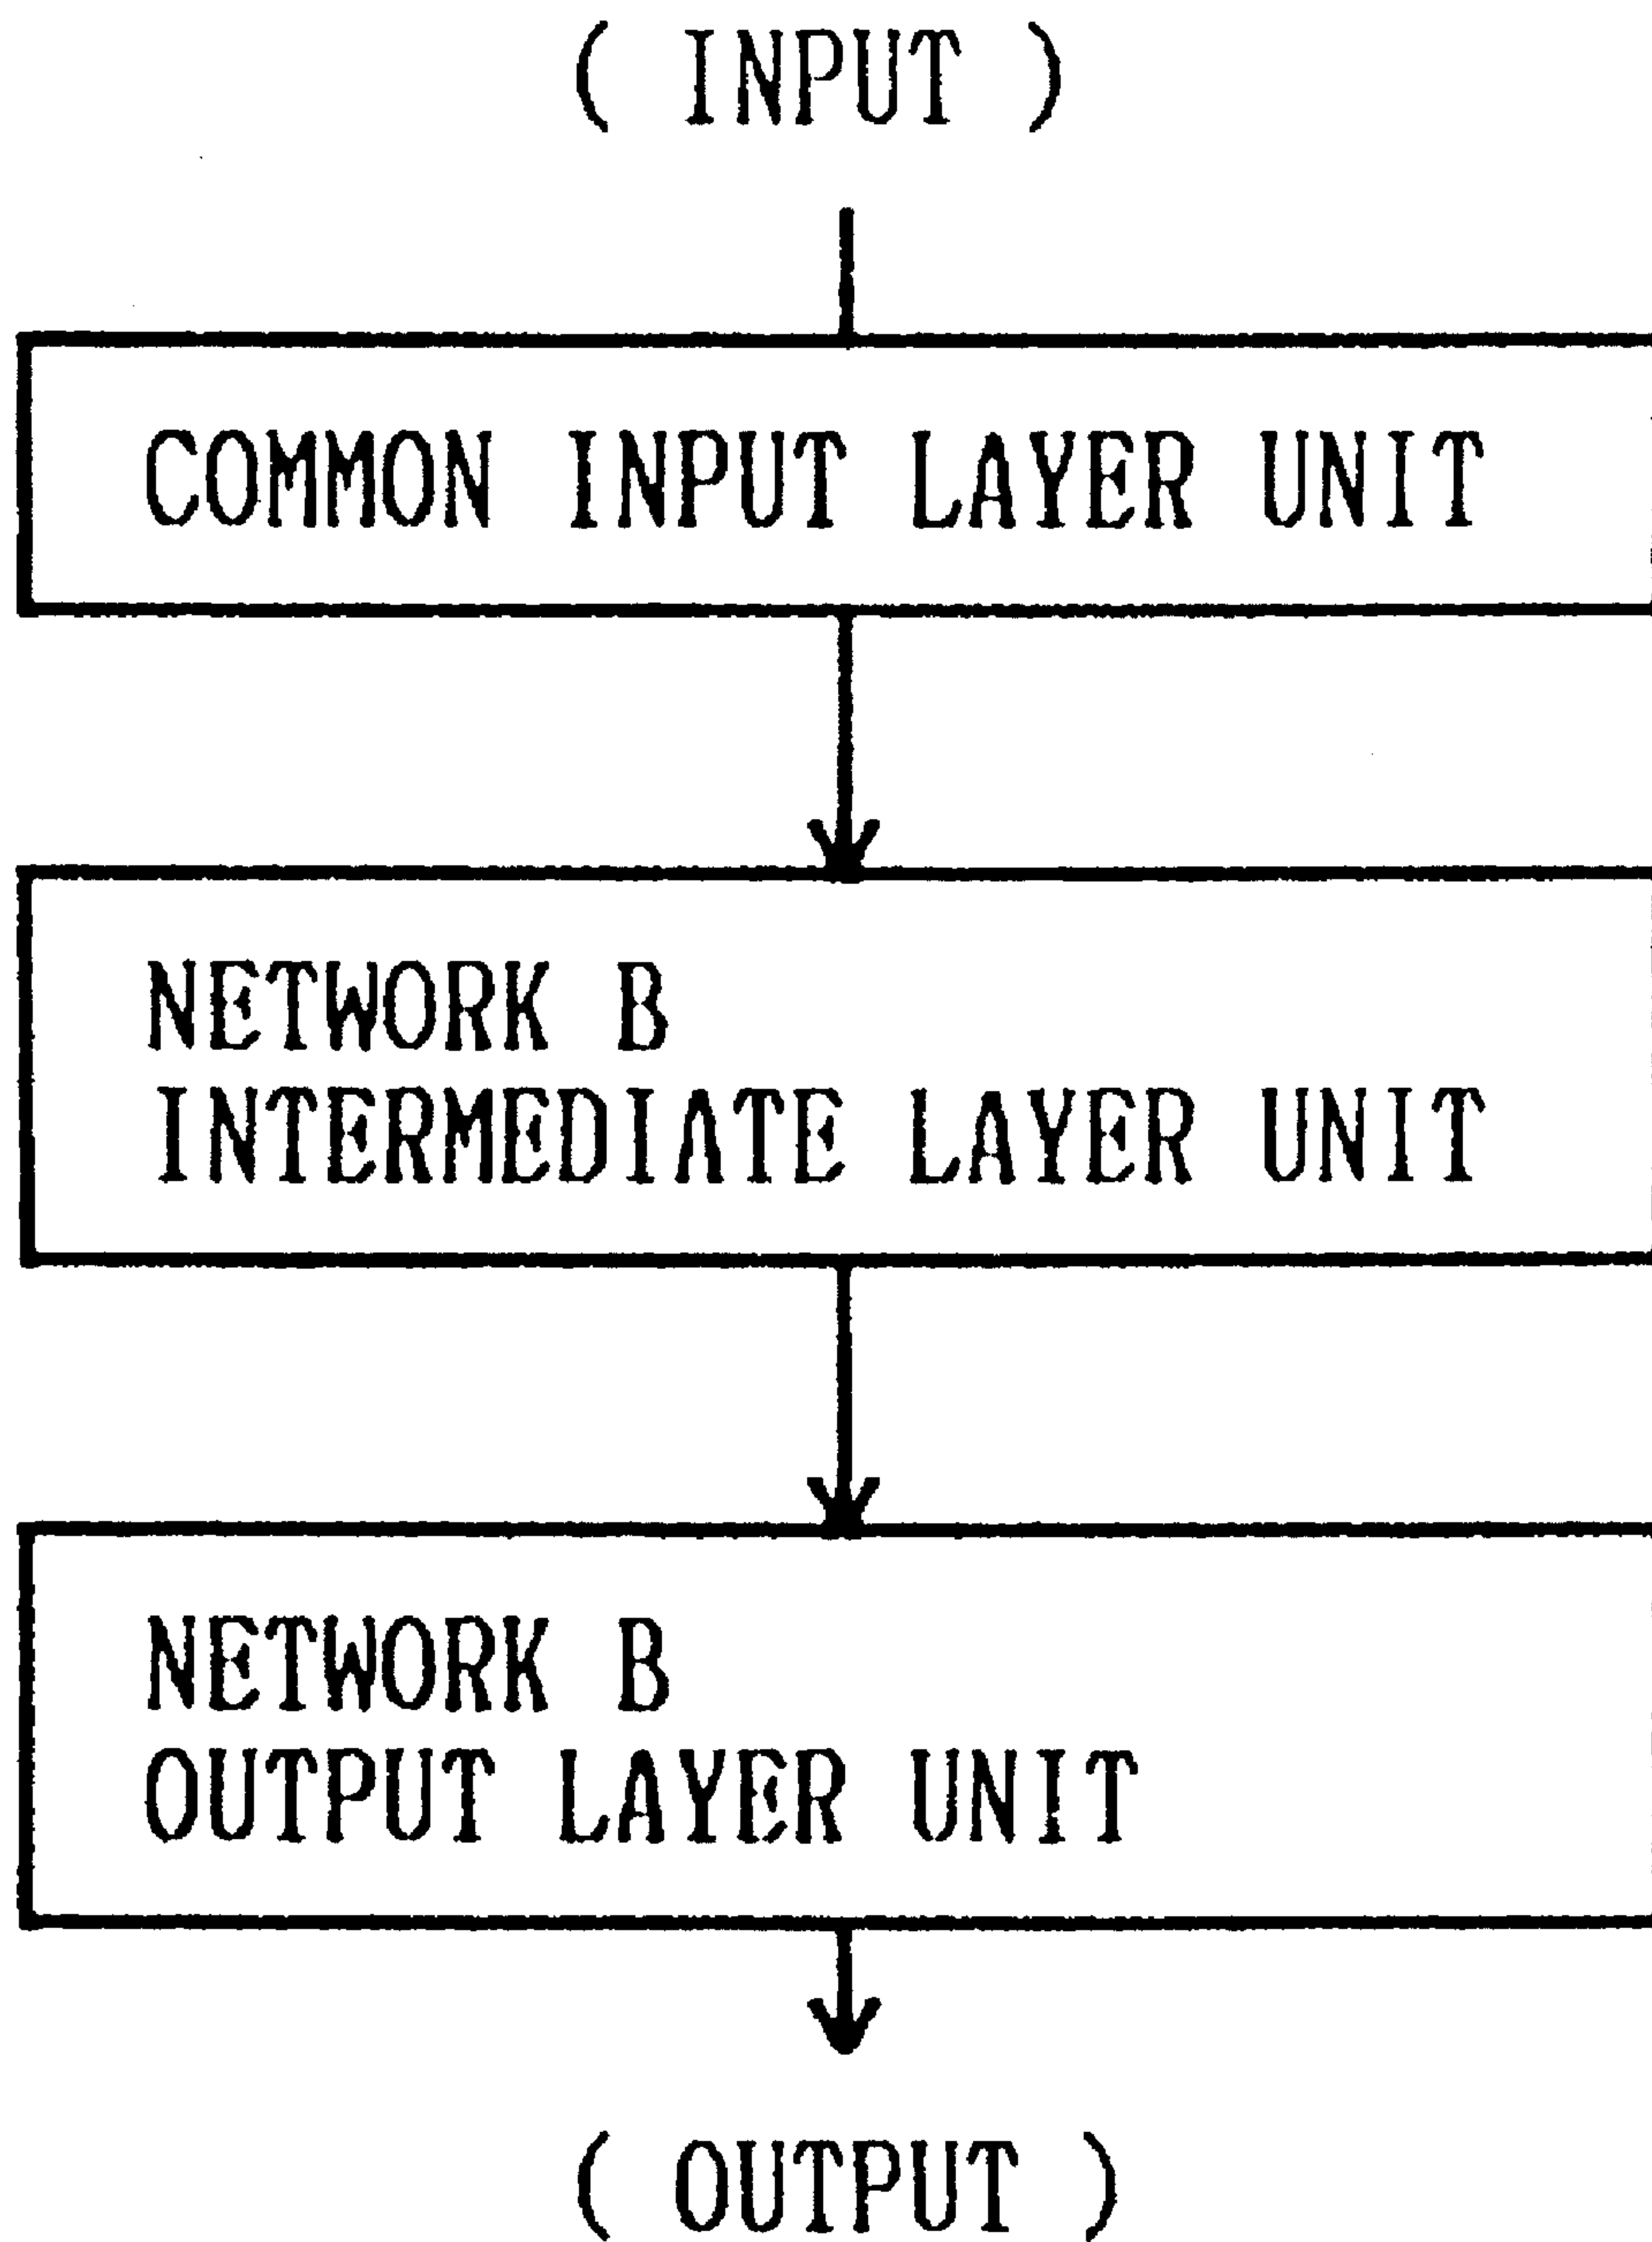 ( INPUT )
COMMON INPUT LAYER UNIT
NETWORK B
INTERMEDIATE LAYER UNIT
NETWORK B
OUTPUT LAYER UNIT
( OUTPUT )